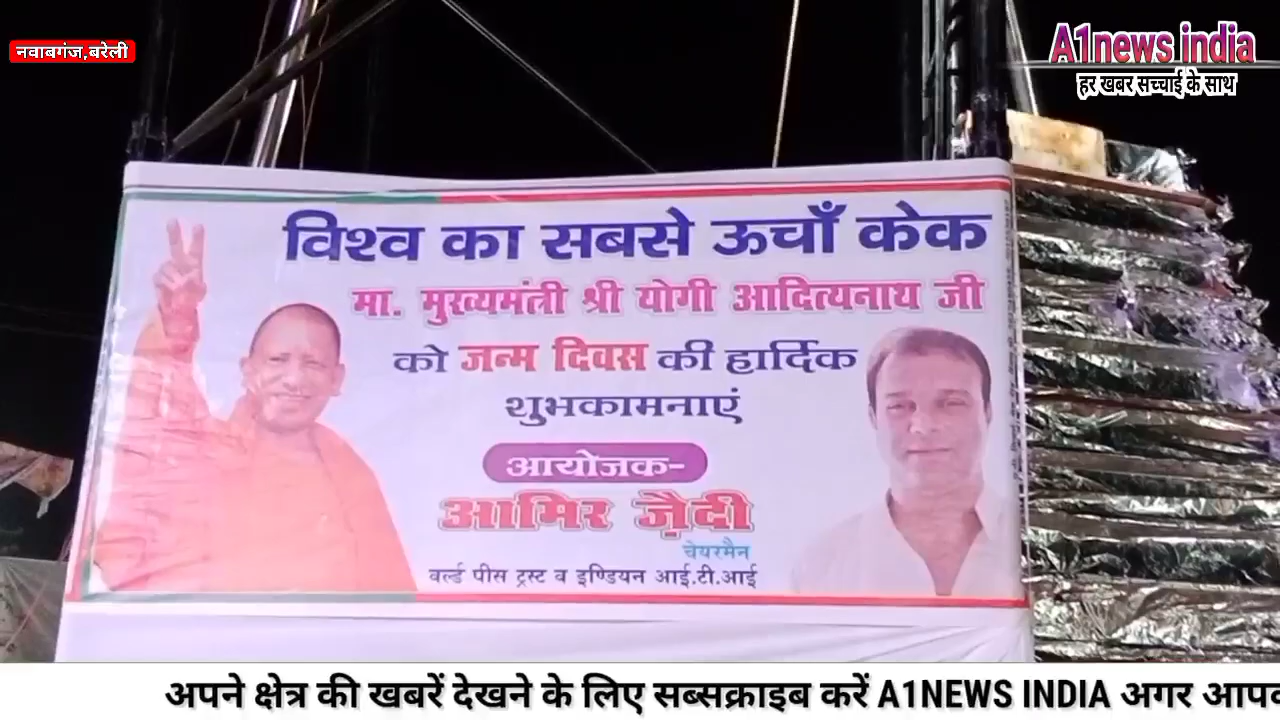 नवाबगंज,बरेली
A1news india
हर खबर सच्चाई के साथ
विश्व का सबसे ऊचाँ केक
मा. मुख्यमंत्री श्री योगी आदित्यनाथ जी
को जन्म दिवस की हार्दिक
शुभकामनाएं
आयोजक-
आमिर ज़ैदी
चेयरमैन
वर्ल्ड पीस ट्रस्ट व इण्डियन आई.टी.आई
अपने क्षेत्र की खबरें देखने के लिए सब्सक्राइब करें A1NEWS INDIA अगर